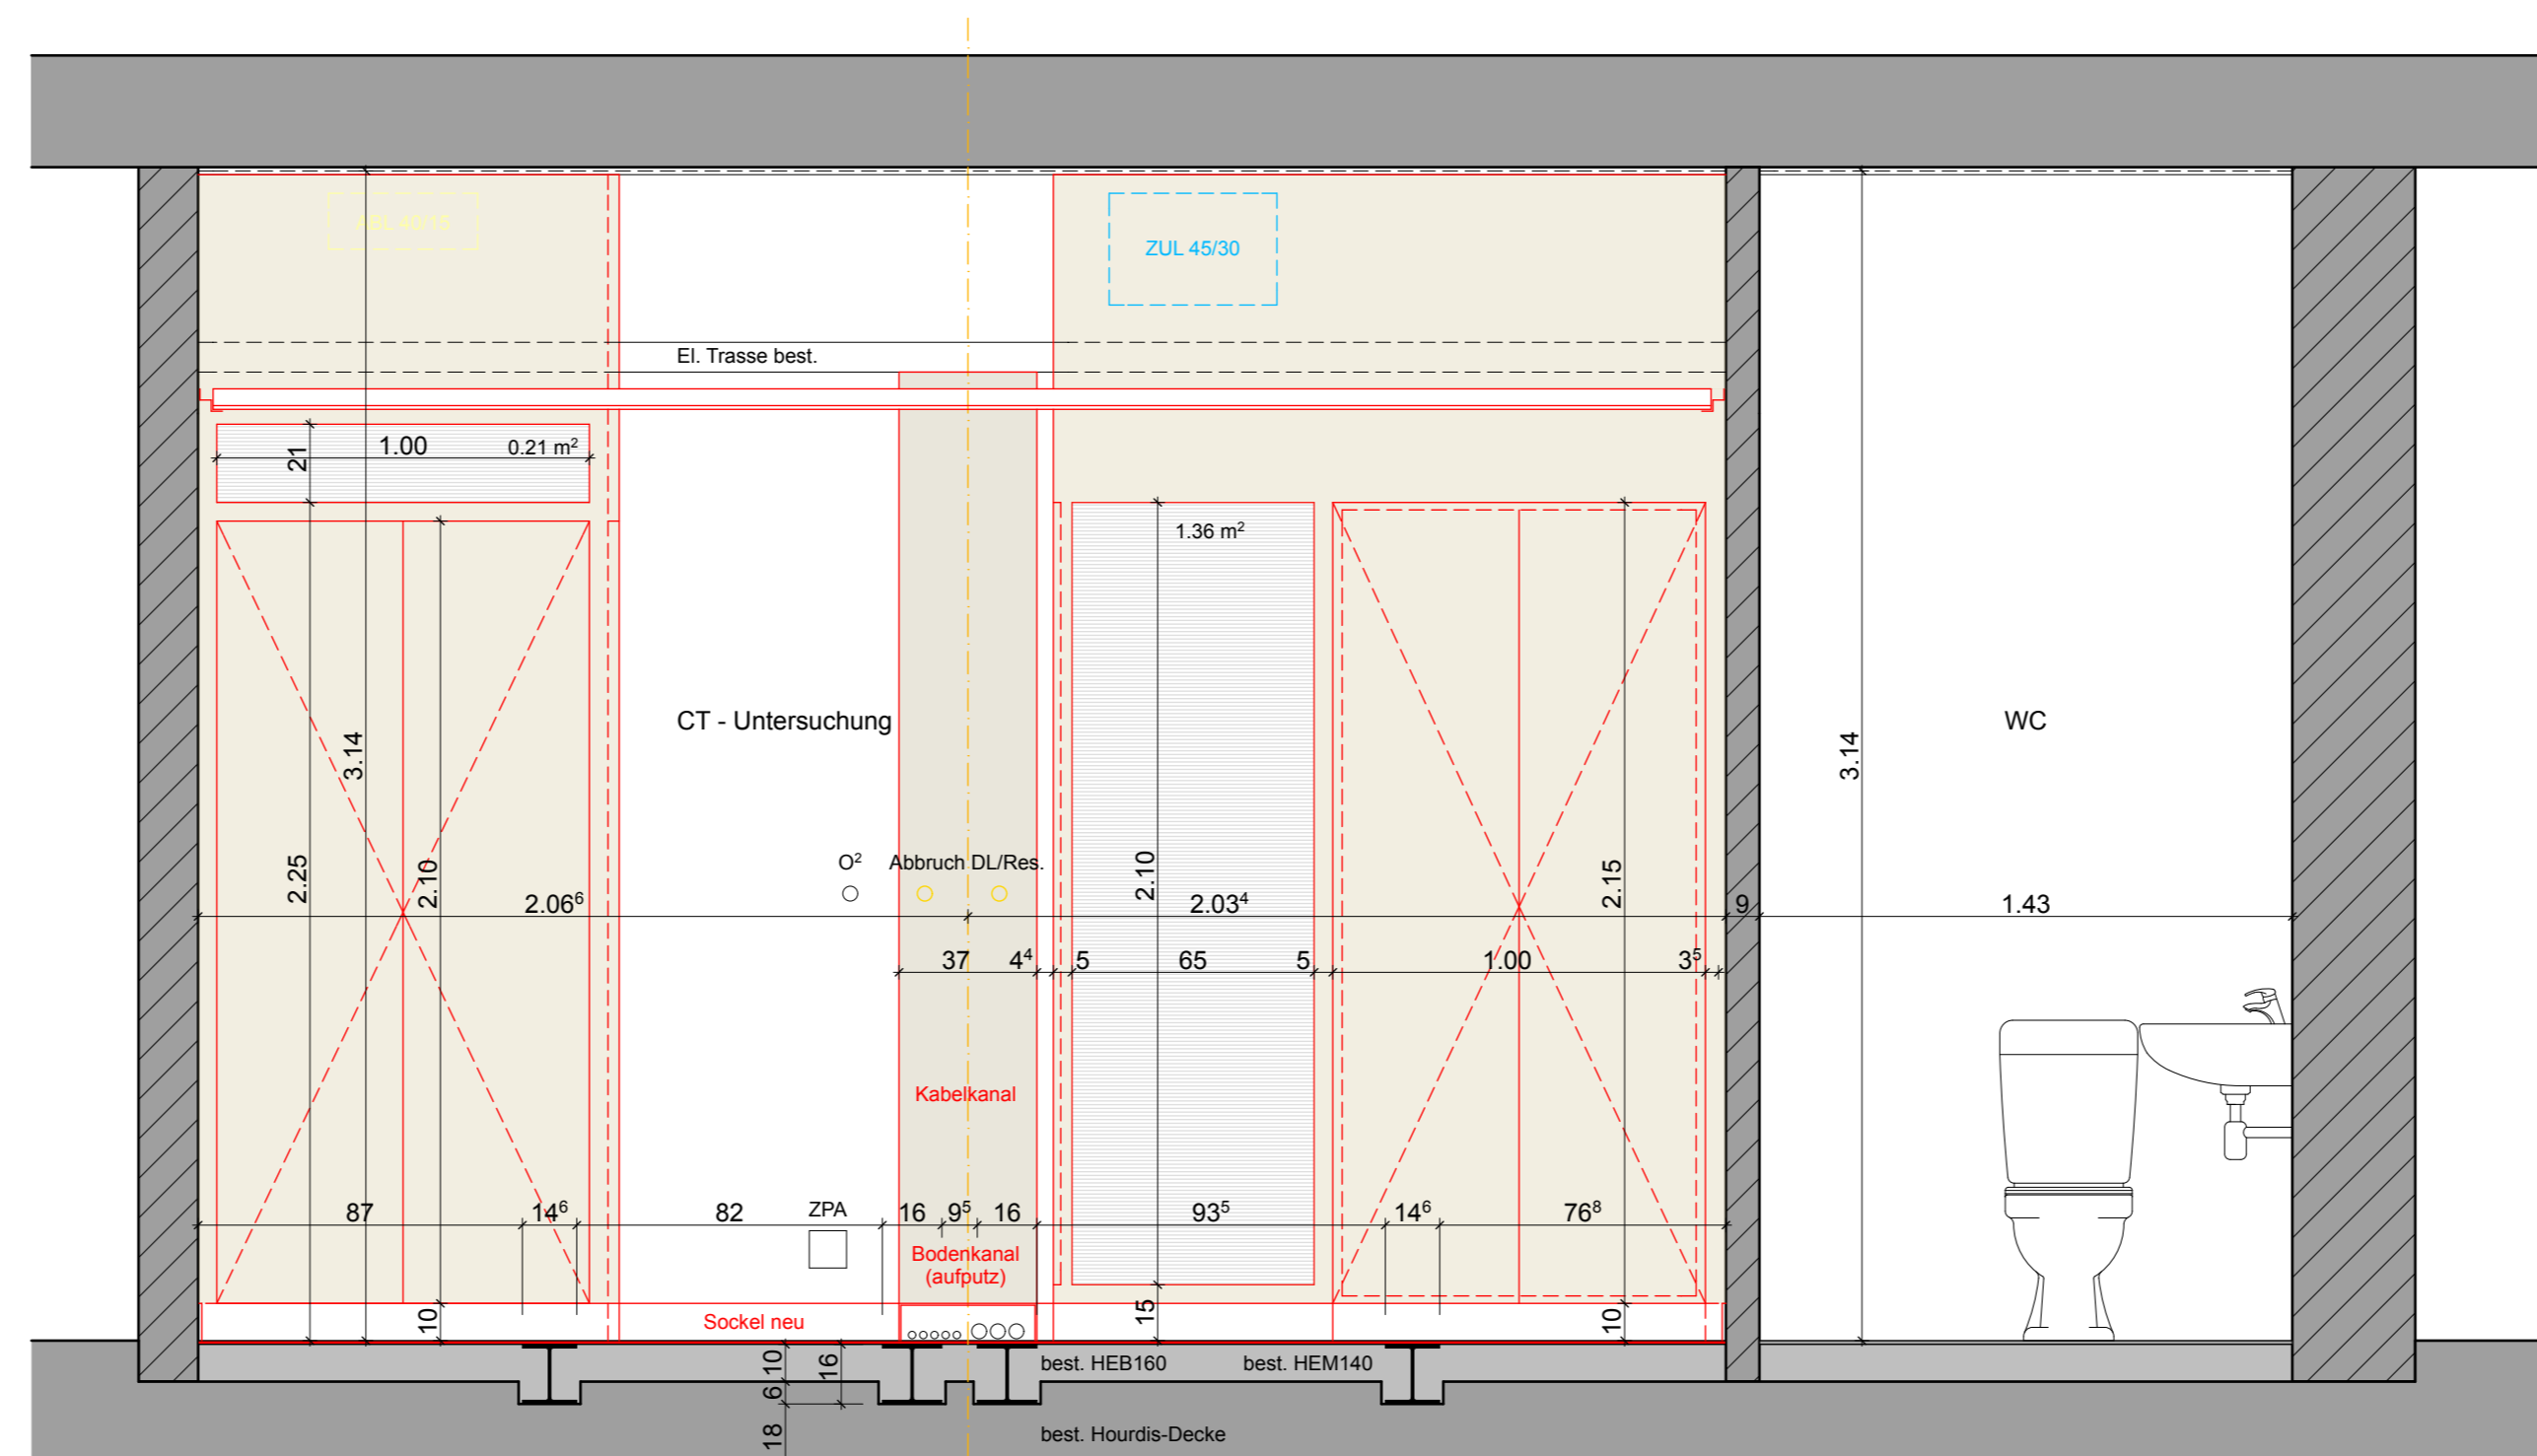 ABL 40/15
ZUL 45/30
El. Trasse best.
21
1.00
0.21 m²
1.36 m²
CT - Untersuchung
WC
3.14
3.14
2.25
2.10
2.10
2.15
O²
Abbruch DL/Res.
2.06⁶
2.03⁴
9
1.43
37
4⁴
5
65
5
1.00
3⁵
Kabelkanal
87
14⁶
82
ZPA
16
9⁵
16
93⁵
14⁶
76⁸
Bodenkanal
(aufputz)
10
Sockel neu
15
10
10
16
6
18
best. HEB160
best. HEM140
best. Hourdis-Decke